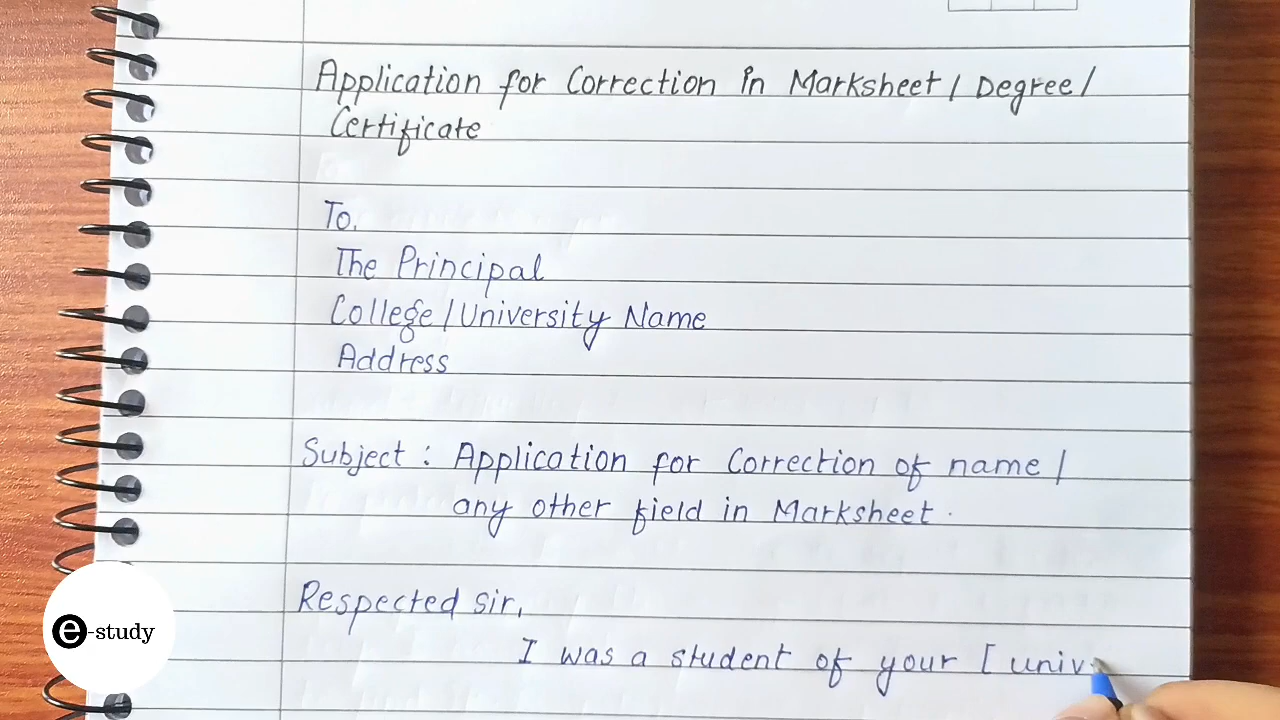 Application for Correction in Marksheet / Degree /
Certificate
To,
The Principal
College/University Name
Address
Subject : Application for Correction of name /
any other field in Marksheet.
Respected sir,
I was a student of your [ univ
e-study